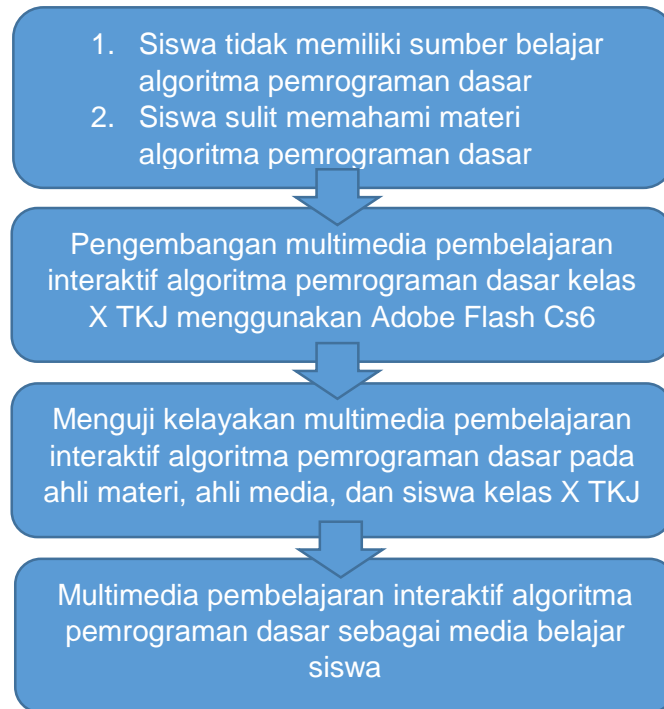 1. Siswa tidak memiliki sumber belajar
algoritma pemrograman dasar
2. Siswa sulit memahami materi
algoritma pemrograman dasar
Pengembangan multimedia pembelajaran
interaktif algoritma pemrograman dasar kelas
X TKJ menggunakan Adobe Flash Cs6
Menguji kelayakan multimedia pembelajaran
interaktif algoritma pemrograman dasar pada
ahli materi, ahli media, dan siswa kelas X TKJ
Multimedia pembelajaran interaktif algoritma
pemrograman dasar sebagai media belajar
siswa